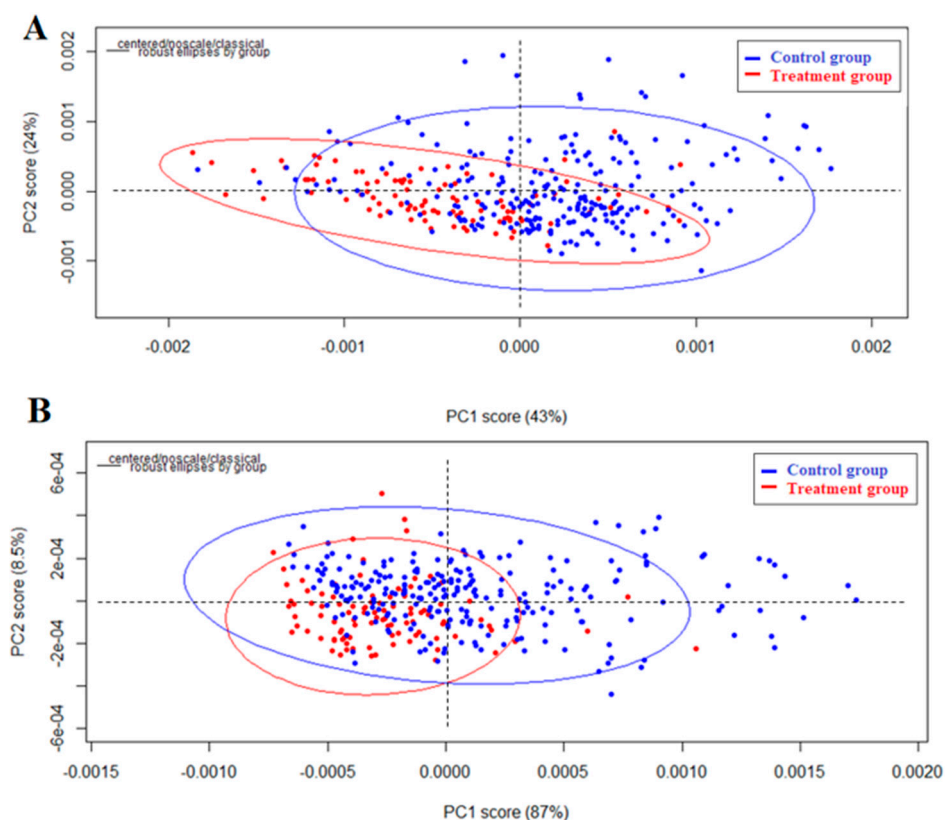 A
centered/noscale/classical
robust ellipses by group
Control group
Treatment group
PC2 score (24%)
0.002
0.001
0.000
-0.001
-0.002 -0.001 0.000 0.001 0.002
PC1 score (43%)
B
centered/noscale/classical
robust ellipses by group
Control group
Treatment group
PC2 score (8.5%)
6e-04
2e-04
-2e-04
-6e-04
-0.0015 -0.0010 -0.0005 0.0000 0.0005 0.0010 0.0015 0.0020
PC1 score (87%)